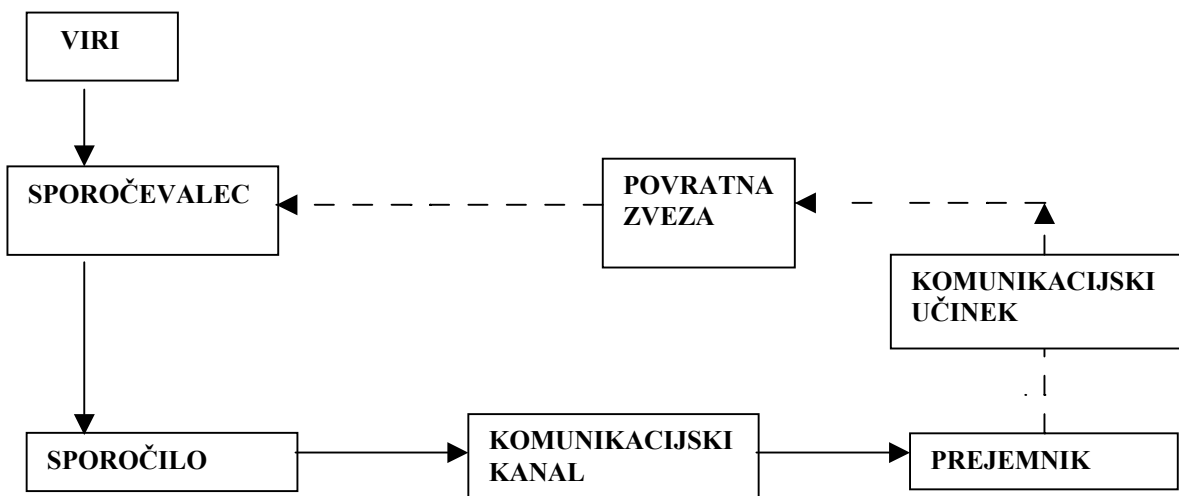 VIRI
SPOROČEVALEC
POVRATNA
ZVEZA
KOMUNIKACIJSKI
UČINEK
SPOROČILO
KOMUNIKACIJSKI
KANAL
PREJEMNIK